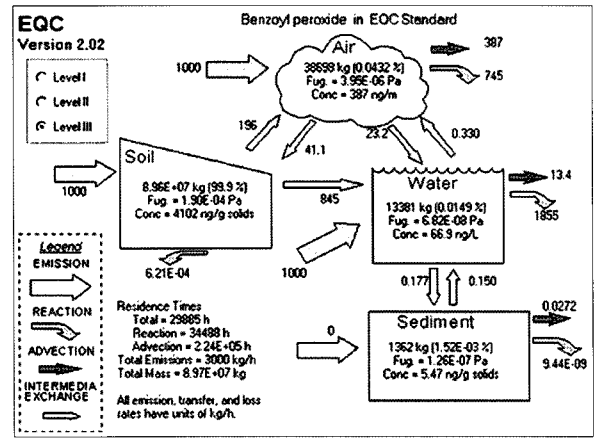 EQC
Version 2.02
Level I
Level II
Level III
Benzoyl peroxide in EQC Standard
Air
38698 kg (0.0432 %)
Fug. = 3.95E-06 Pa
Conc = 387 ng/m
1000
387
745
196
41.1
23.2
0.330
Soil
8.96E+07 kg (99.9 %)
Fug. = 1.90E-04 Pa
Conc = 4102 ng/g solids
1000
845
6.21E-04
Water
13381 kg (0.0149 %)
Fug. = 6.82E-08 Pa
Conc = 66.9 ng/L
13.4
1855
1000
0.177
0.150
Legend
EMISSION
REACTION
ADVECTION
INTERMEDIA
EXCHANGE
Residence Times
Total = 29885 h
Reaction = 34488 h
Advection = 2.24E+05 h
Total Emissions = 3000 kg/h
Total Mass = 8.97E+07 kg
All emission, transfer, and loss
rates have units of kg/h.
0
Sediment
1362 kg (1.52E-03 %)
Fug. = 1.26E-07 Pa
Conc = 5.47 ng/g solids
0.0272
9.44E-09